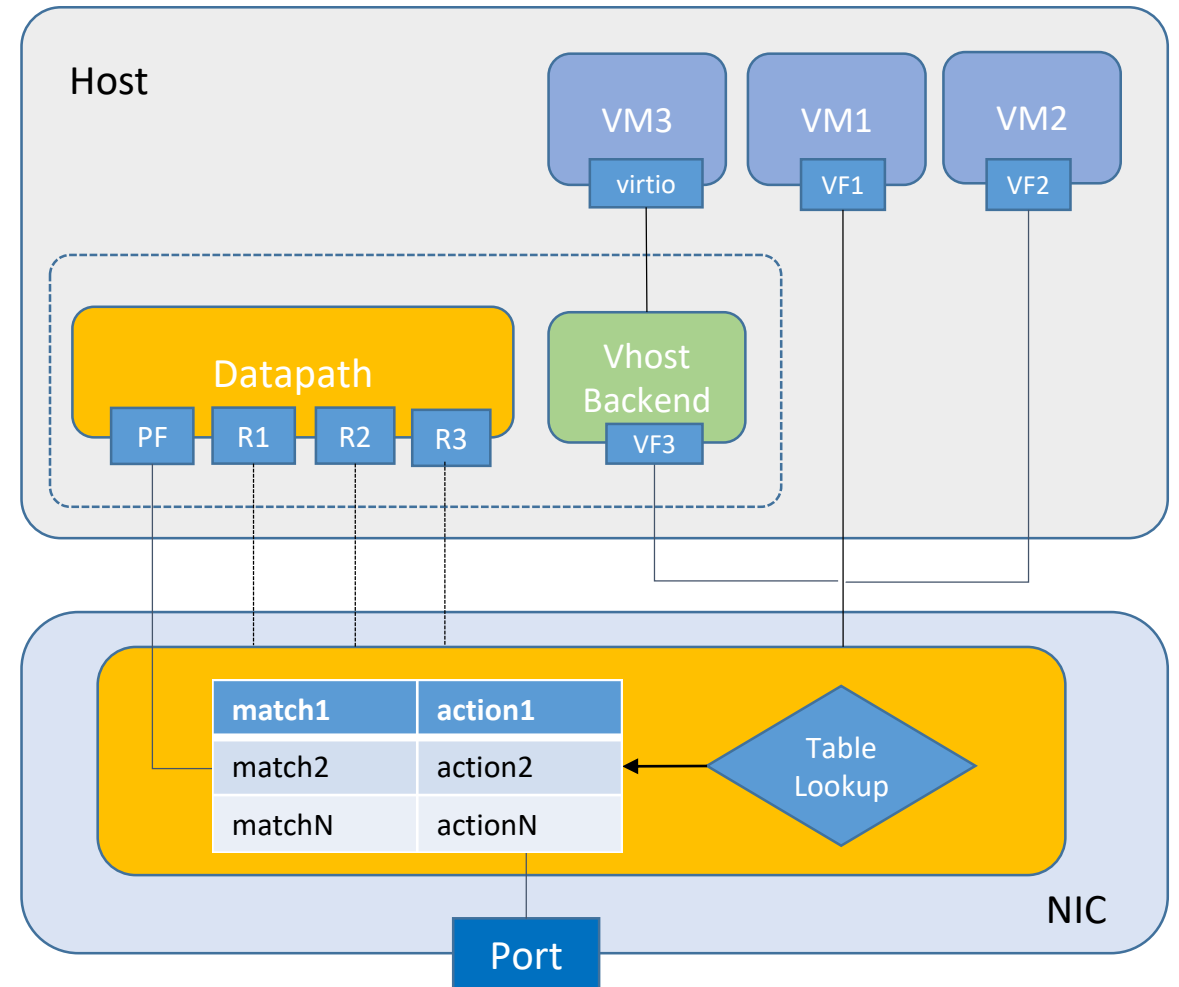 Host
VM3
VM1
VM2
virtio
VF1
VF2
Datapath
Vhost
Backend
PF
R1
R2
R3
VF3
match1 action1
match2 action2
matchN actionN
Table
Lookup
NIC
Port